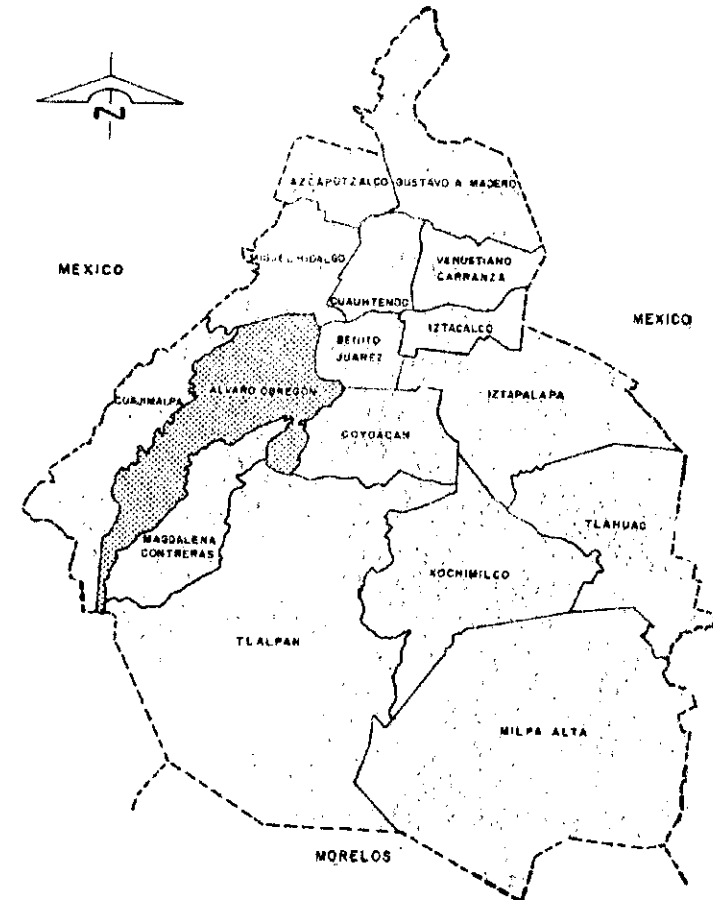 N
AZCAPOTZALCO
GUSTAVO A MADERO
MIGUEL HIDALGO
VENUSTIANO
CARRANZA
MEXICO
CUAUHTEMOC
IZTACALCO
MEXICO
BENITO
JUAREZ
CUAJIMALPA
ALVARO OBREGON
IZTAPALAPA
COYOACAN
TLAHUAC
MAGDALENA
CONTRERAS
XOCHIMILCO
TLALPAN
MILPA ALTA
MORELOS